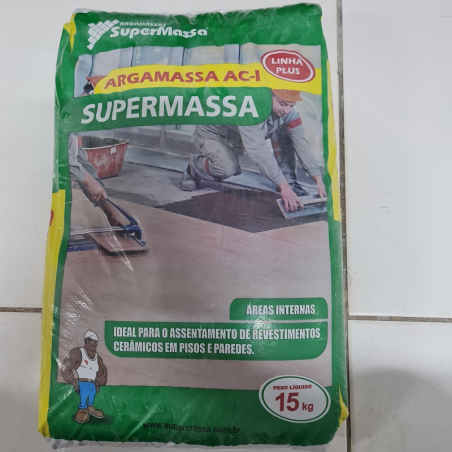 ARGAMASSAS
SUPERMASSA
LINHA
PLUS
ARGAMASSA AC-I
SUPERMASSA
ÁREAS INTERNAS
IDEAL PARA O ASSENTAMENTO DE REVESTIMENTOS
CERÂMICOS EM PISOS E PAREDES.
PESO LÍQUIDO
15 kg
www.supermassa.com.br